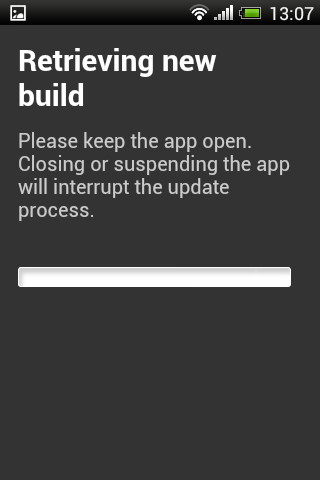 13:07
Retrieving new
build
Please keep the app open.
Closing or suspending the app
will interrupt the update
process.